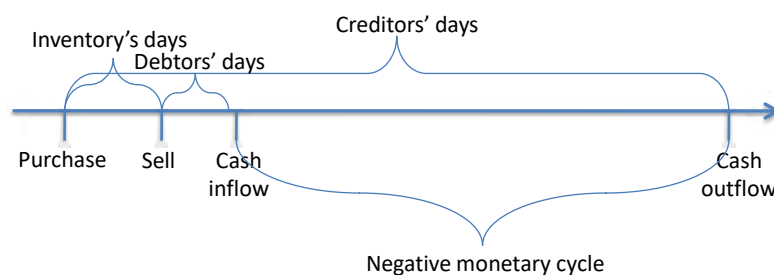 Creditors’ days
Inventory’s days
Debtors’ days
Purchase
Sell
Cash
inflow
Cash
outflow
Negative monetary cycle